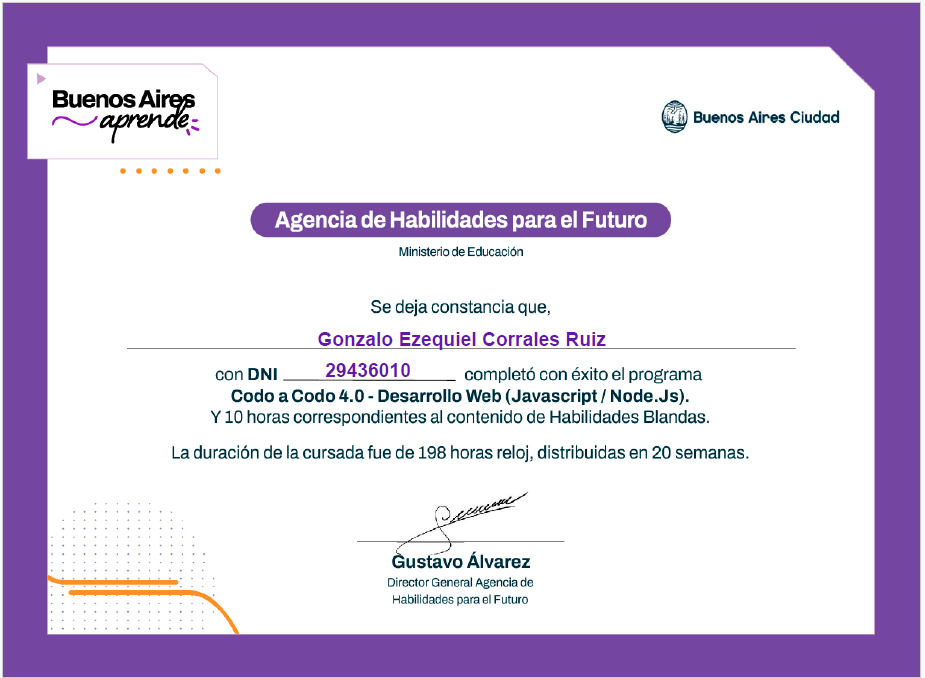 Buenos Aires
aprende
Buenos Aires Ciudad
Agencia de Habilidades para el Futuro
Ministerio de Educación
Se deja constancia que,
Gonzalo Ezequiel Corrales Ruiz
con DNI 29436010 completó con éxito el programa
Codo a Codo 4.0 - Desarrollo Web (Javascript / Node.Js).
Y 10 horas correspondientes al contenido de Habilidades Blandas.
La duración de la cursada fue de 198 horas reloj, distribuidas en 20 semanas.
Gustavo Álvarez
Director General Agencia de
Habilidades para el Futuro